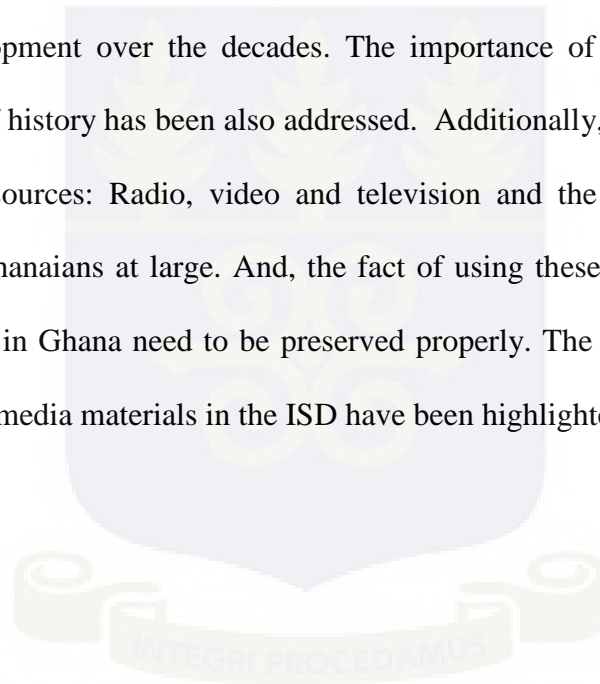 opment over the decades. The importance of
history has been also addressed. Additionally,
ources: Radio, video and television and the
hanaians at large. And, the fact of using these
in Ghana need to be preserved properly. The
media materials in the ISD have been highlighte
INTEGRI PROCEDAMUS